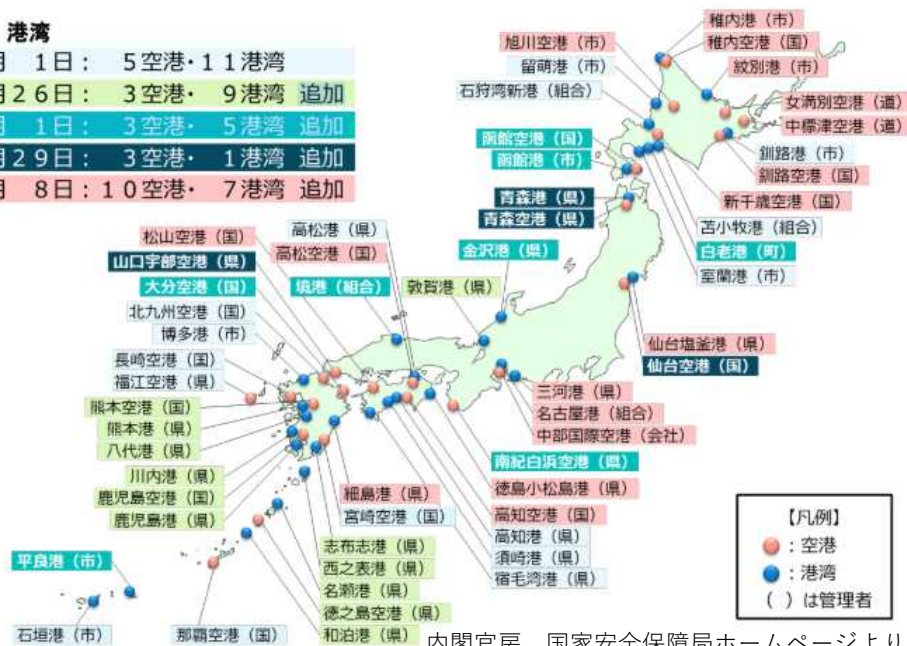 港湾
月 1日： 5空港・11港湾
月26日： 3空港・ 9港湾 追加
月 1日： 3空港・ 5港湾 追加
月29日： 3空港・ 1港湾 追加
月 8日：10空港・ 7港湾 追加
稚内港（市）
稚内空港（国）
旭川空港（市）
留萌港（市）
紋別港（市）
石狩湾新港（組合）
女満別空港（道）
中標津空港（道）
函館空港（国）
函館港（市）
釧路港（市）
釧路空港（国）
新千歳空港（国）
青森港（県）
青森空港（県）
苫小牧港（組合）
白老港（町）
室蘭港（市）
高松港（県）
松山空港（国）
高松空港（国）
金沢港（県）
山口宇部空港（県）
大分空港（国）
境港（組合）
敦賀港（県）
北九州空港（国）
博多港（市）
仙台塩釜港（県）
仙台空港（国）
長崎空港（国）
福江空港（県）
三河港（県）
名古屋港（組合）
中部国際空港（会社）
熊本空港（国）
熊本港（県）
八代港（県）
南紀白浜空港（県）
川内港（県）
鹿児島空港（国）
鹿児島港（県）
細島港（県）
宮崎空港（国）
徳島小松島港（県）
高知空港（国）
高知港（県）
須崎港（県）
宿毛湾港（県）
志布志港（県）
西之表港（県）
名瀬港（県）
徳之島空港（県）
和泊港（県）
平良港（市）
石垣港（市）
那覇空港（国）
【凡例】
：空港
：港湾
（ ）は管理者
内閣官房 国家安全保障局ホームページより